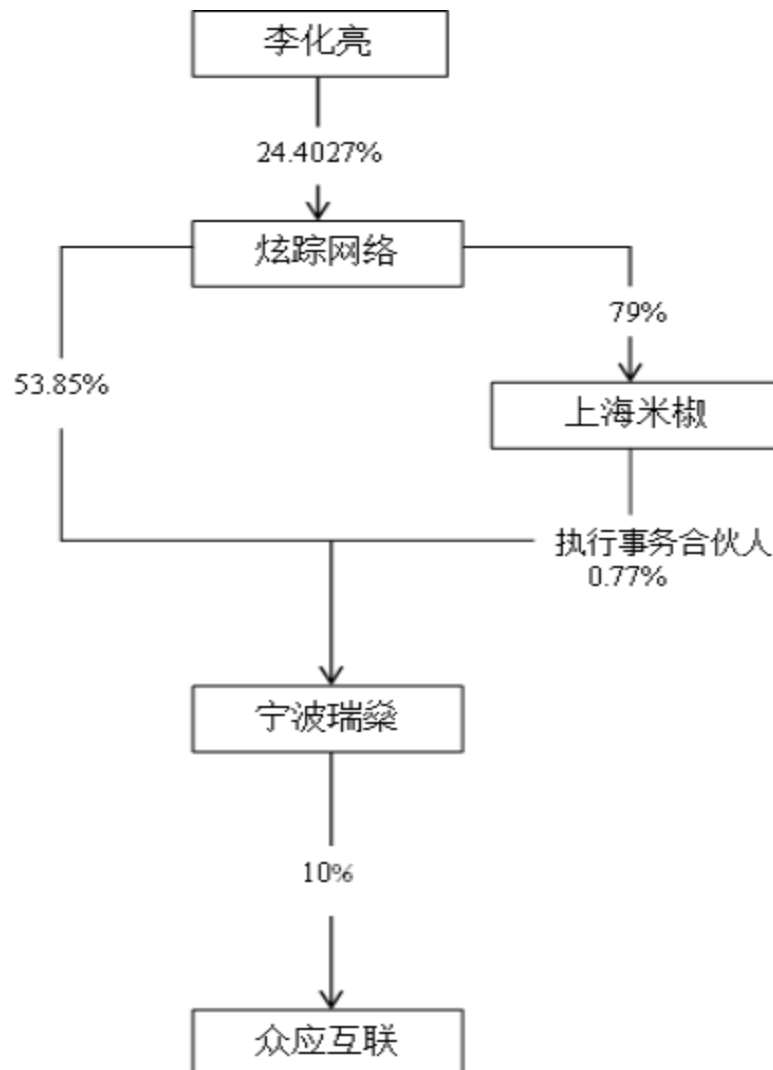 李化亮
24.4027%
炫踪网络
79%
53.85%
上海米椒
执行事务合伙人
0.77%
宁波瑞燊
10%
众应互联